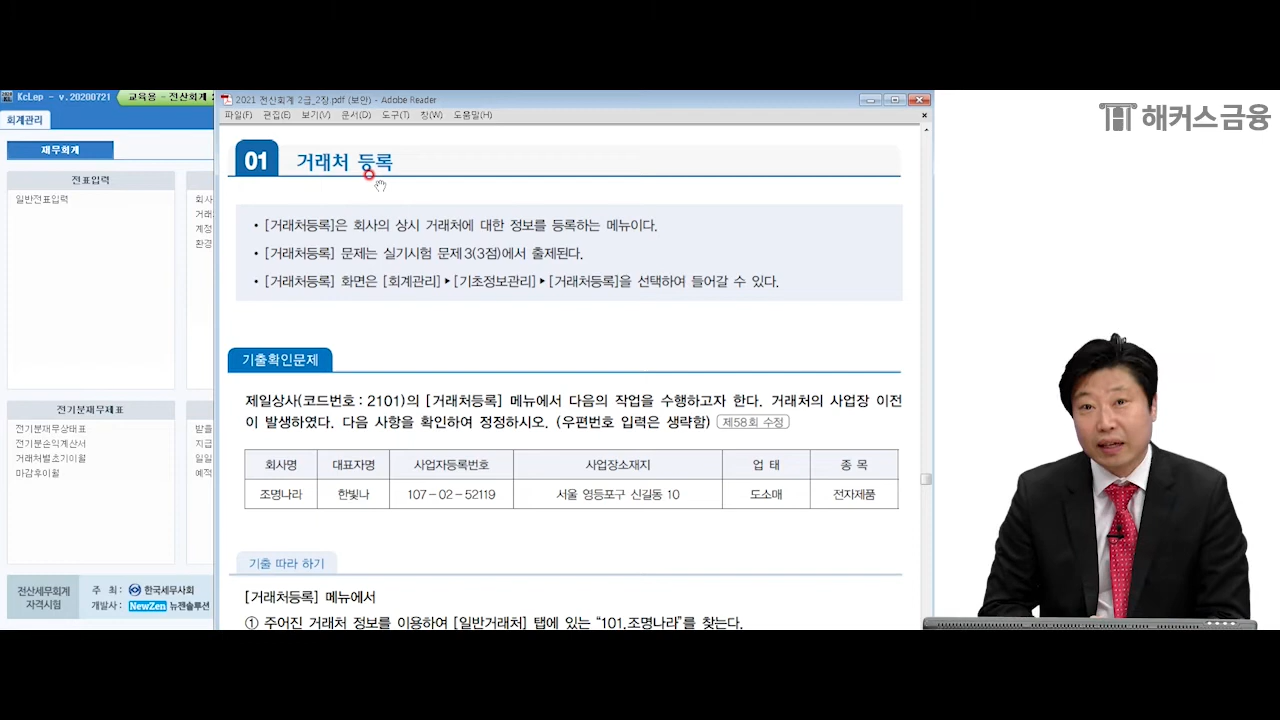 KcLep - v.20200721
교육용 - 전산회계 2
회계관리
재무회계
전표입력
일반전표입력
회사
거래
계정
환경
전기분재무제표
전기분재무상태표
전기분손익계산서
거래처별초기이월
마감후이월
받을
지급
일일
예적
전산세무회계
자격시험
주 최 : 한국세무사회
개발사 : NewZen 뉴젠솔루션
2021 전산회계 2급_2장.pdf (보안) - Adobe Reader
파일(F) 편집(E) 보기(V) 문서(D) 도구(T) 창(W) 도움말(H)
01 거래처 등록
• [거래처등록]은 회사의 상시 거래처에 대한 정보를 등록하는 메뉴이다.
• [거래처등록] 문제는 실기시험 문제3(3점)에서 출제된다.
• [거래처등록] 화면은 [회계관리]▶[기초정보관리]▶[거래처등록]을 선택하여 들어갈 수 있다.
기출확인문제
제일상사(코드번호 : 2101)의 [거래처등록] 메뉴에서 다음의 작업을 수행하고자 한다. 거래처의 사업장 이전
이 발생하였다. 다음 사항을 확인하여 정정하시오. (우편번호 입력은 생략함) 제58회 수정
회사명 대표자명 사업자등록번호 사업장소재지 업 태 종 목
조명나라 한빛나 107-02-52119 서울 영등포구 신길동 10 도소매 전자제품
기출 따라 하기
[거래처등록] 메뉴에서
① 주어진 거래처 정보를 이용하여 [일반거래처] 탭에 있는 “101.조명나라”를 찾는다.
해커스금융